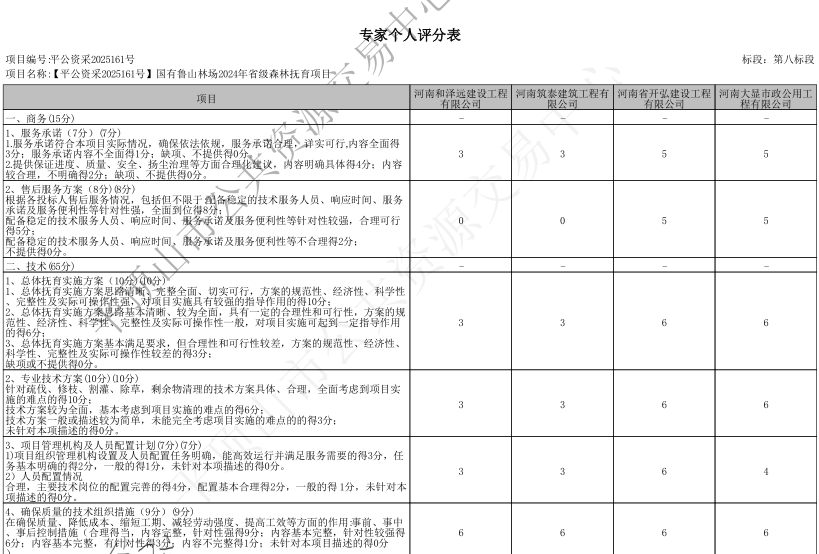 专家个人评分表
项目编号:平公资采2025161号
标段：第八标段
项目名称:【平公资采2025161号】国有鲁山林场2024年省级森林抚育项目
项目
河南和泽远建设工程有限公司
河南筑泰建筑工程有限公司
河南省开弘建设工程有限公司
河南大显市政公用工程有限公司
一、商务(15分)
－ － － －
1、服务承诺（7分）(7分)
1.服务承诺符合本项目实际情况，确保依法依规，服务承诺合理，详实可行,内容全面得
3分；服务承诺内容不全面得1分；缺项、不提供得0分。
2.提供保证进度、质量、安全、扬尘治理等方面合理化建议，内容明确具体得4分；内容
较合理，不明确得2分；缺项、不提供得0分。
3 3 5 5
2、售后服务方案（8分)(8分)
根据各投标人售后服务情况，包括但不限于:配备稳定的技术服务人员、响应时间、服务
承诺及服务便利性等针对性强，全面到位得8分；
配备稳定的技术服务人员、响应时间、服务承诺及服务便利性等针对性较强，合理可行
得5分；
配备稳定的技术服务人员、响应时间、服务承诺及服务便利性等不合理得2分；
不提供得0分。
0 0 5 5
二、技术(65分)
－ － － －
1、总体抚育实施方案（10分)(10分)
1、总体抚育实施方案思路清晰、完整全面、切实可行，方案的规范性、经济性、科学性
、完整性及实际可操作性强，对项目实施具有较强的指导作用的得10分；
2、总体抚育实施方案思路基本清晰、较为全面，具有一定的合理性和可行性，方案的规
范性、经济性、科学性、完整性及实际可操作性一般，对项目实施可起到一定指导作用
的得6分；
3、总体抚育实施方案基本满足要求，但合理性和可行性较差，方案的规范性、经济性、
科学性、完整性及实际可操作性较差的得3分；
缺项或不提供得0分。
3 3 6 6
2、专业技术方案(10分)(10分)
针对疏伐、修枝、割灌、除草，剩余物清理的技术方案具体、合理，全面考虑到项目实
施的难点的得10分；
技术方案较为全面，基本考虑到项目实施的难点的得6分；
技术方案一般或描述较为简单，未能完全考虑项目实施的难点的的得3分；
未针对本项描述的得0分。
3 3 6 6
3、项目管理机构及人员配置计划(7分)(7分)
1)项目组织管理机构设置及人员配置任务明确，能高效运行并满足服务需要的得3分，任
务基本明确的得2分，一般的得1分，未针对本项描述的得0分。
2）人员配置情况
合理，主要技术岗位的配置完善的得4分，配置基本合理得2分，一般的得 1分，未针对本
项描述的得0分。
3 3 6 4
4、确保质量的技术组织措施（9分）(9分)
在确保质量、降低成本、缩短工期、减轻劳动强度、提高工效等方面的作用:事前、事中
、事后控制措施（合理得当，内容完整，针对性强得9分；内容基本完整，针对性较强得
6分；内容基本完整，有针对性得3分；内容不完整得1分；未针对本项目描述的得0分
）
6 6 6 6
平顶山市公共资源交易中心
平顶山市公共资源交易中心